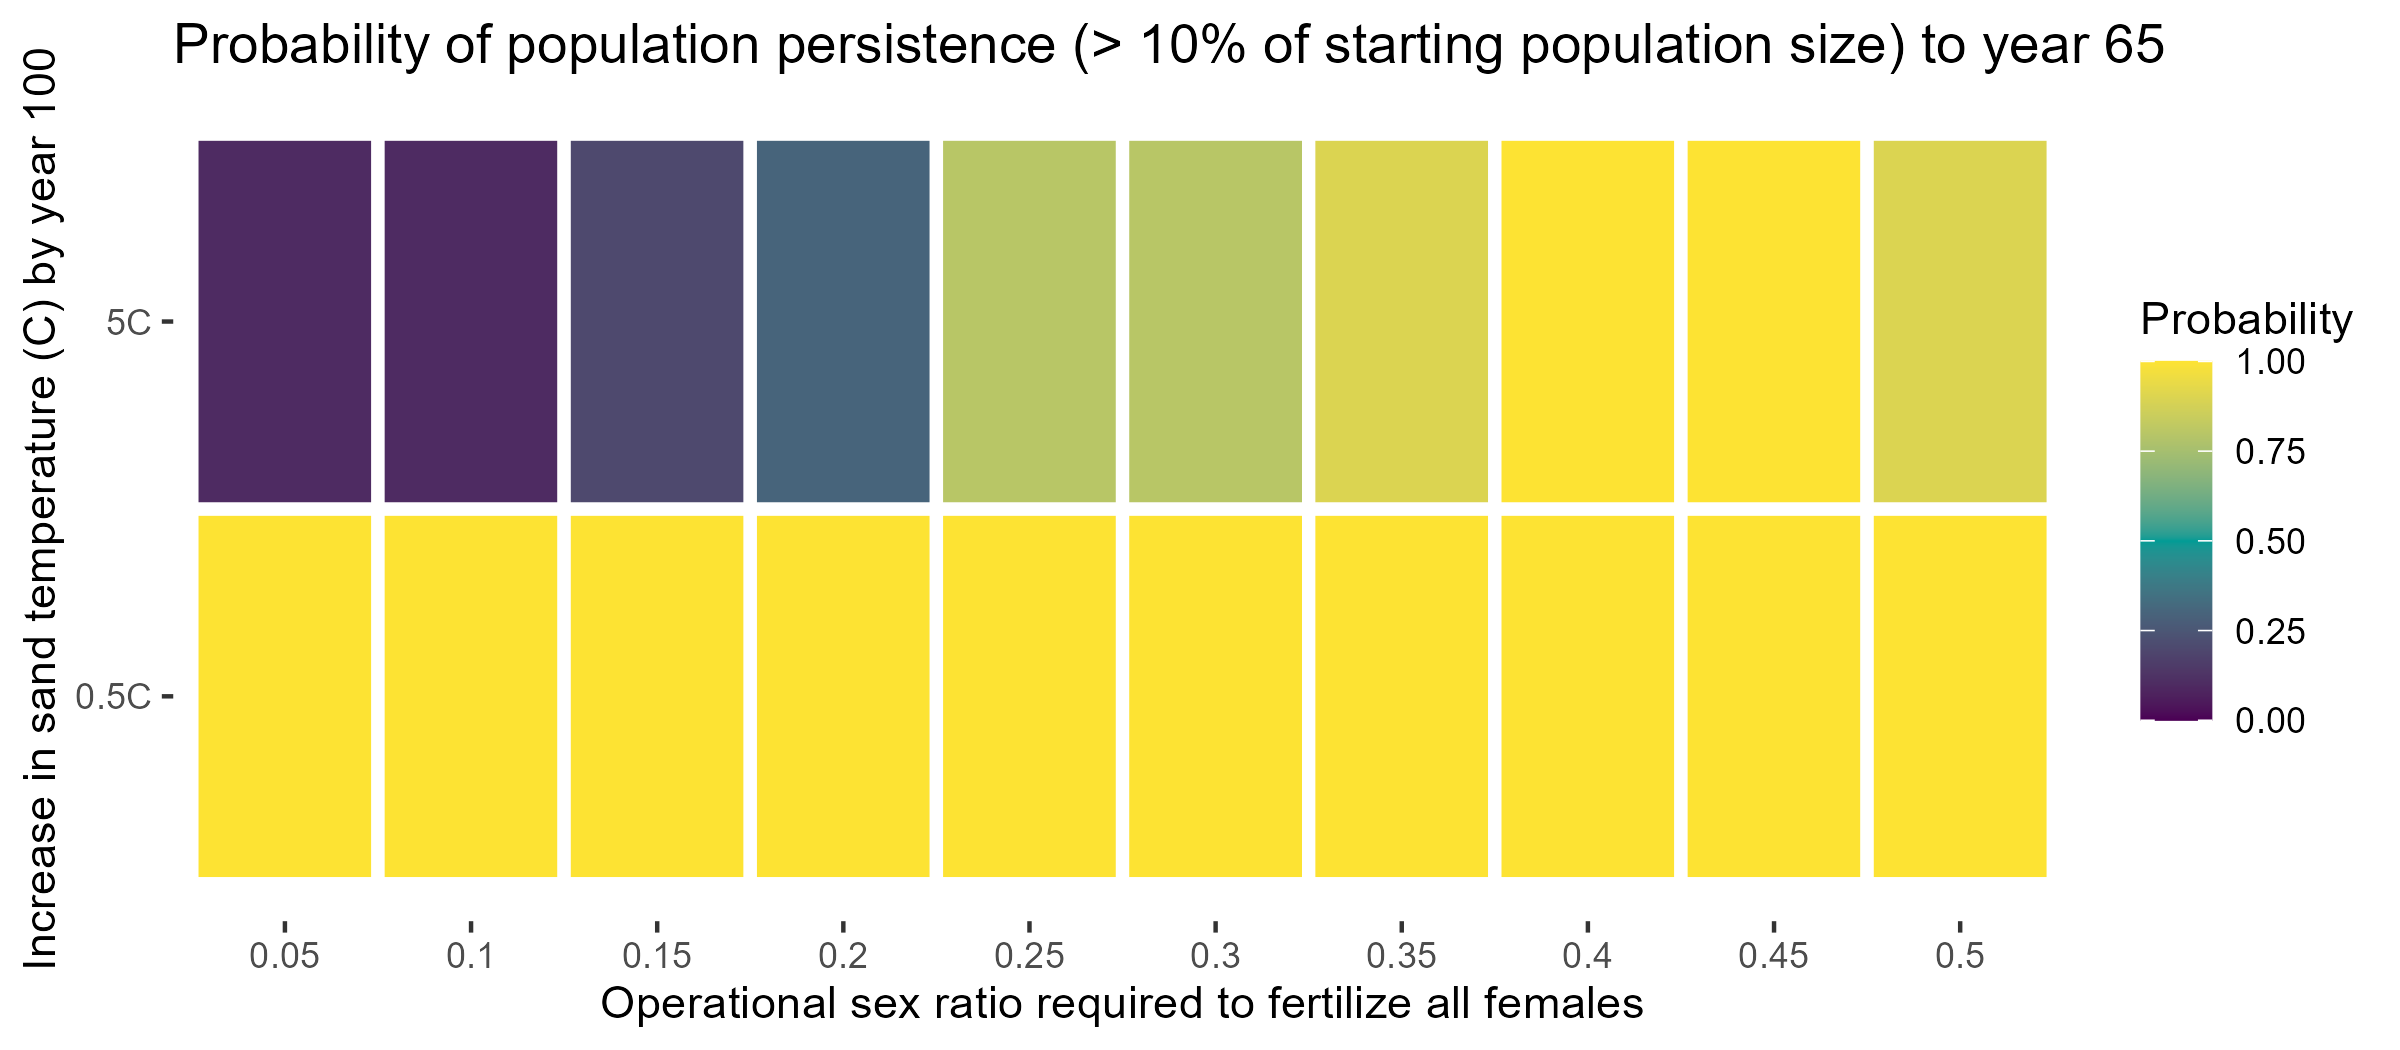 Probability of population persistence (> 10% of starting population size) to year 65
Increase in sand temperature (C) by year 100
5C
0.5C
0.05
0.1
0.15
0.2
0.25
0.3
0.35
0.4
0.45
0.5
Operational sex ratio required to fertilize all females
Probability
1.00
0.75
0.50
0.25
0.00